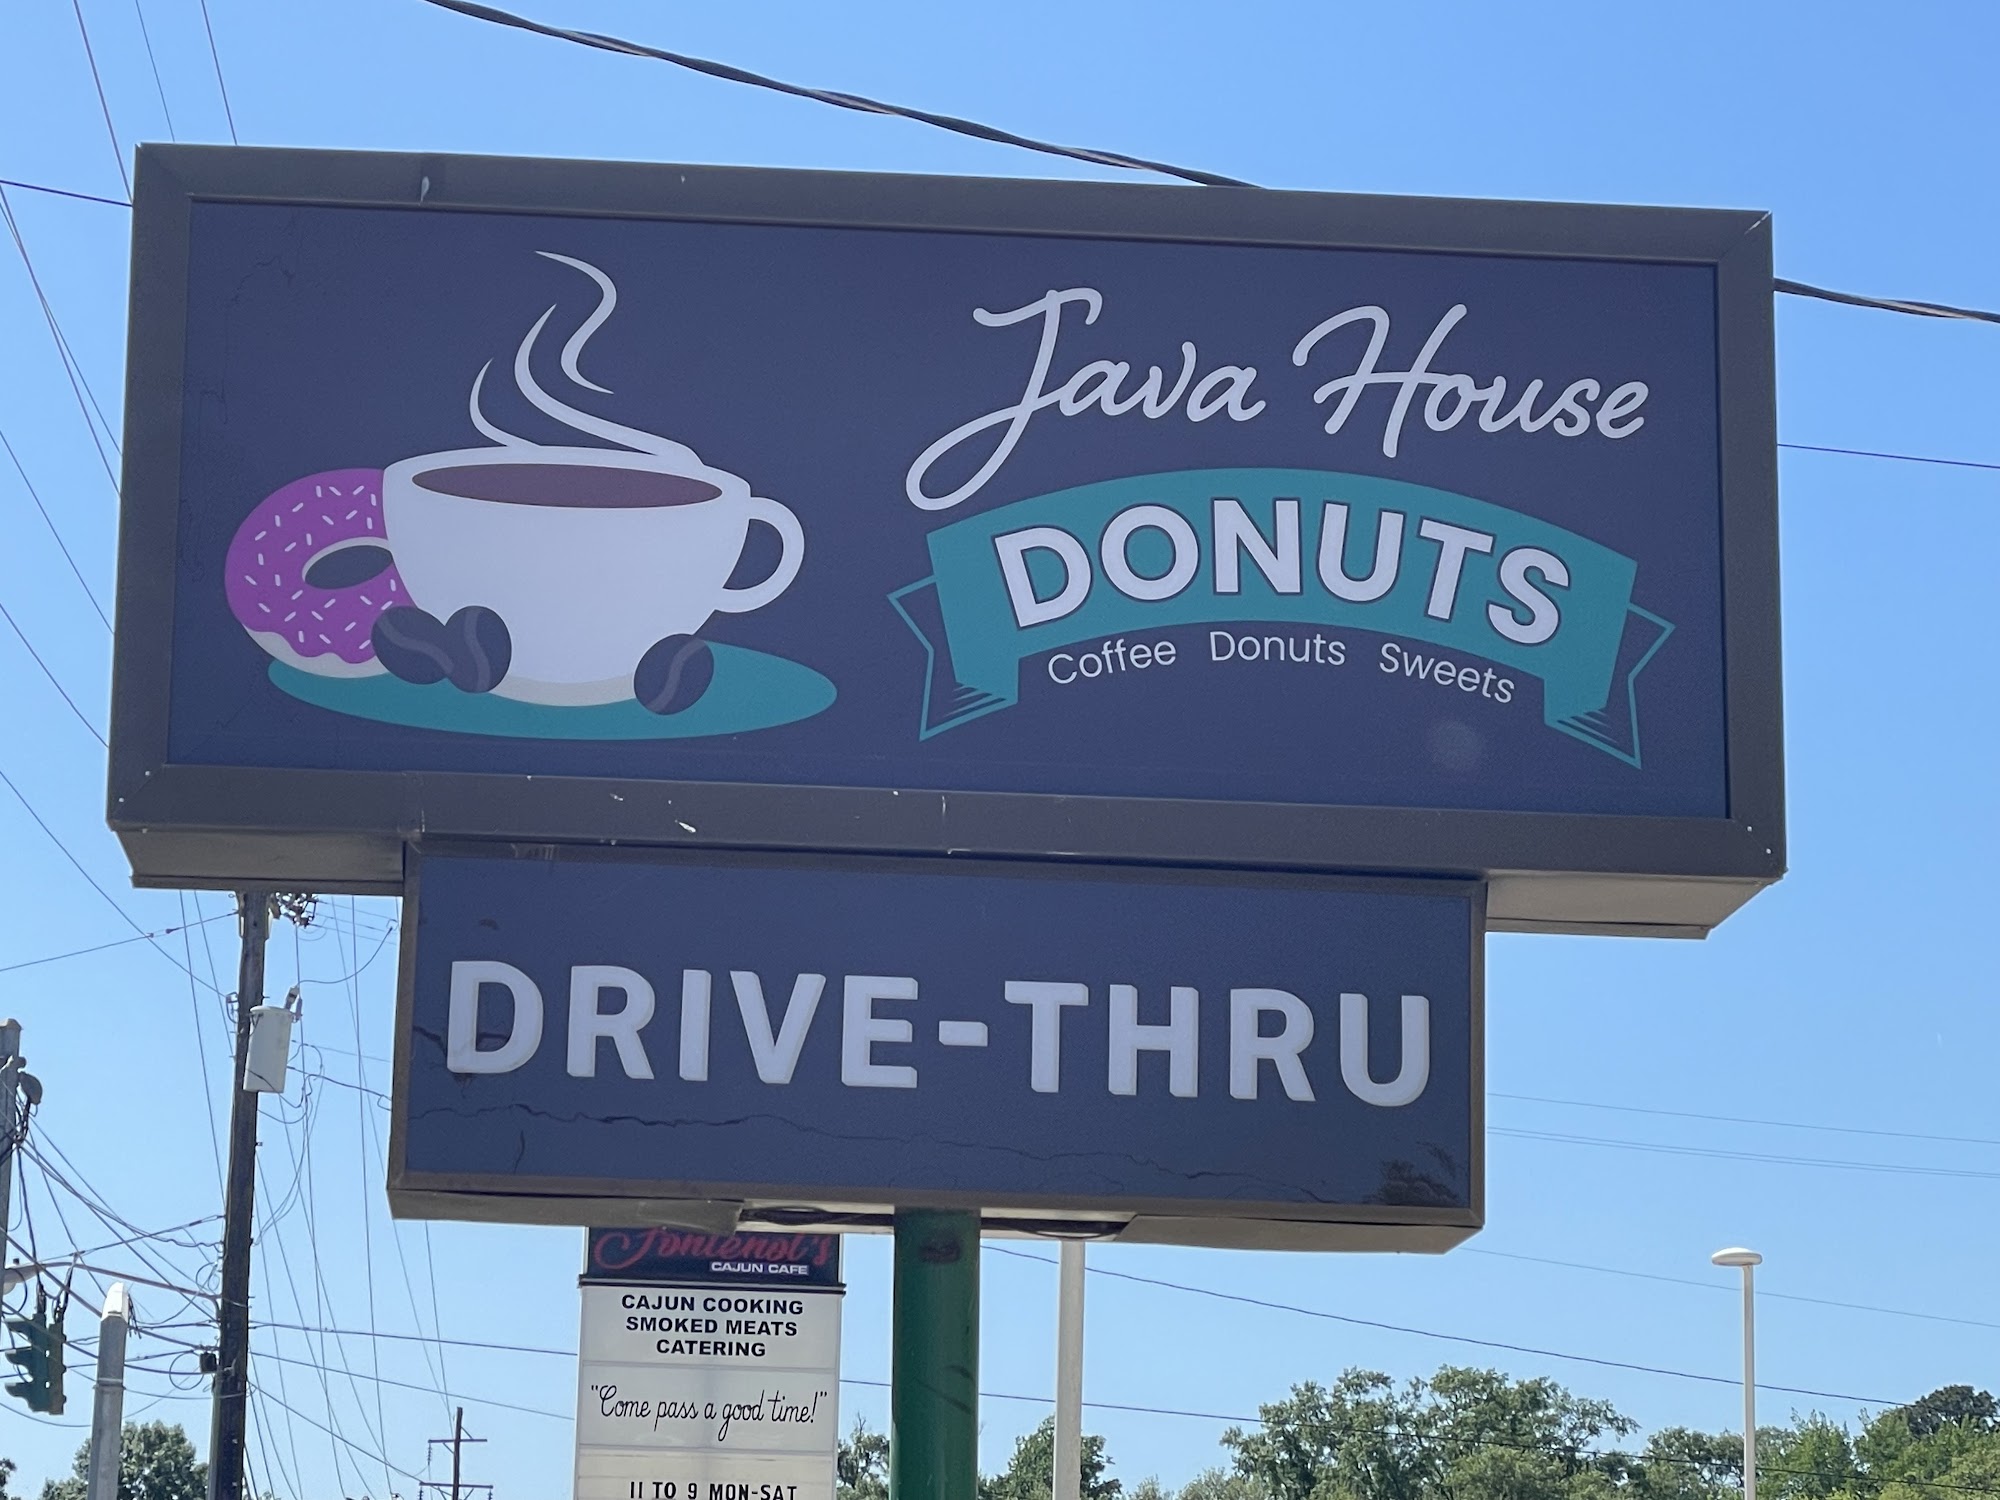 Java House
DONUTS
Coffee Donuts Sweets
DRIVE-THRU
Fontenot's
CAJUN CAFE
CAJUN COOKING
SMOKED MEATS
CATERING
"Come pass a good time!"
11 TO 9 MON-SAT